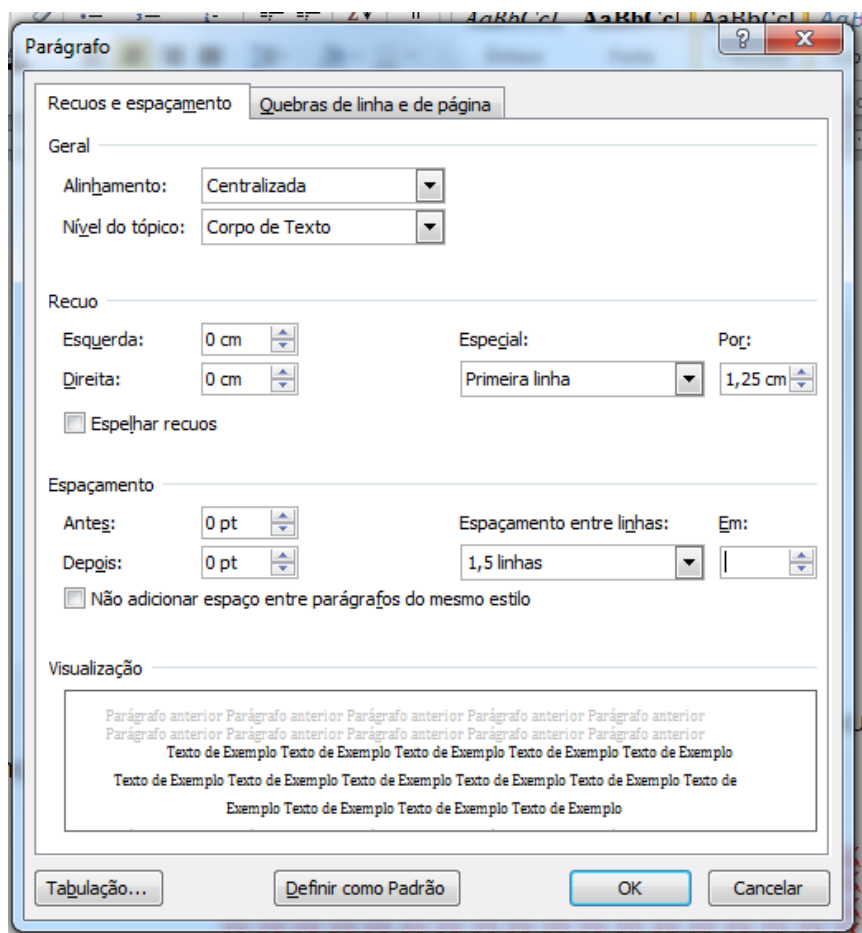 AaBbCcI AaBbCcI AaBbCcI
Parágrafo
Recuos e espaçamento Quebras de linha e de página
Geral
Alinhamento: Centralizada
Nível do tópico: Corpo de Texto
Recuo
Esquerda: 0 cm Especial: Por:
Direita: 0 cm Primeira linha 1,25 cm
Espelhar recuos
Espaçamento
Antes: 0 pt Espaçamento entre linhas: Em:
Depois: 0 pt 1,5 linhas
Não adicionar espaço entre parágrafos do mesmo estilo
Visualização
Parágrafo anterior Parágrafo anterior Parágrafo anterior Parágrafo anterior Parágrafo anterior
Parágrafo anterior Parágrafo anterior Parágrafo anterior Parágrafo anterior Parágrafo anterior
Texto de Exemplo Texto de Exemplo Texto de Exemplo Texto de Exemplo Texto de Exemplo
Texto de Exemplo Texto de Exemplo Texto de Exemplo Texto de Exemplo Texto de Exemplo Texto de
Exemplo Texto de Exemplo Texto de Exemplo Texto de Exemplo
Tabulação... Definir como Padrão OK Cancelar